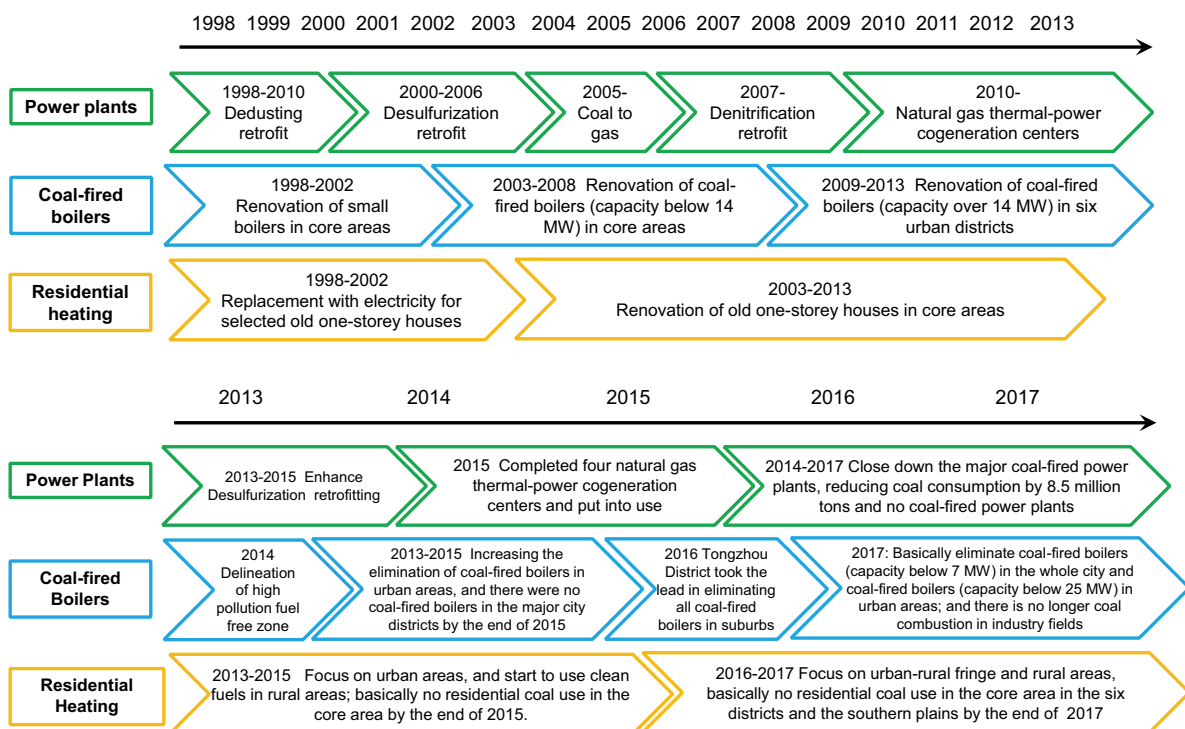 1998 1999 2000 2001 2002 2003 2004 2005 2006 2007 2008 2009 2010 2011 2012 2013
Power plants
1998-2010
Dedusting
retrofit
2000-2006
Desulfurization
retrofit
2005-
Coal to
gas
2007-
Denitrification
retrofit
2010-
Natural gas thermal-power
cogeneration centers
Coal-fired
boilers
1998-2002
Renovation of small
boilers in core areas
2003-2008 Renovation of coal-
fired boilers (capacity below 14
MW) in core areas
2009-2013 Renovation of coal-fired
boilers (capacity over 14 MW) in six
urban districts
Residential
heating
1998-2002
Replacement with electricity for
selected old one-storey houses
2003-2013
Renovation of old one-storey houses in core areas
2013 2014 2015 2016 2017
Power Plants
2013-2015 Enhance
Desulfurization retrofitting
2015 Completed four natural gas
thermal-power cogeneration
centers and put into use
2014-2017 Close down the major coal-fired power
plants, reducing coal consumption by 8.5 million
tons and no coal-fired power plants
Coal-fired
Boilers
2014
Delineation
of high
pollution fuel
free zone
2013-2015 Increasing the
elimination of coal-fired boilers in
urban areas, and there were no
coal-fired boilers in the major city
districts by the end of 2015
2016 Tongzhou
District took the
lead in eliminating
all coal-fired
boilers in suburbs
2017: Basically eliminate coal-fired boilers
(capacity below 7 MW) in the whole city and
coal-fired boilers (capacity below 25 MW) in
urban areas; and there is no longer coal
combustion in industry fields
Residential
Heating
2013-2015 Focus on urban areas, and start to use clean
fuels in rural areas; basically no residential coal use in the
core area by the end of 2015.
2016-2017 Focus on urban-rural fringe and rural areas,
basically no residential coal use in the core area in the six
districts and the southern plains by the end of 2017